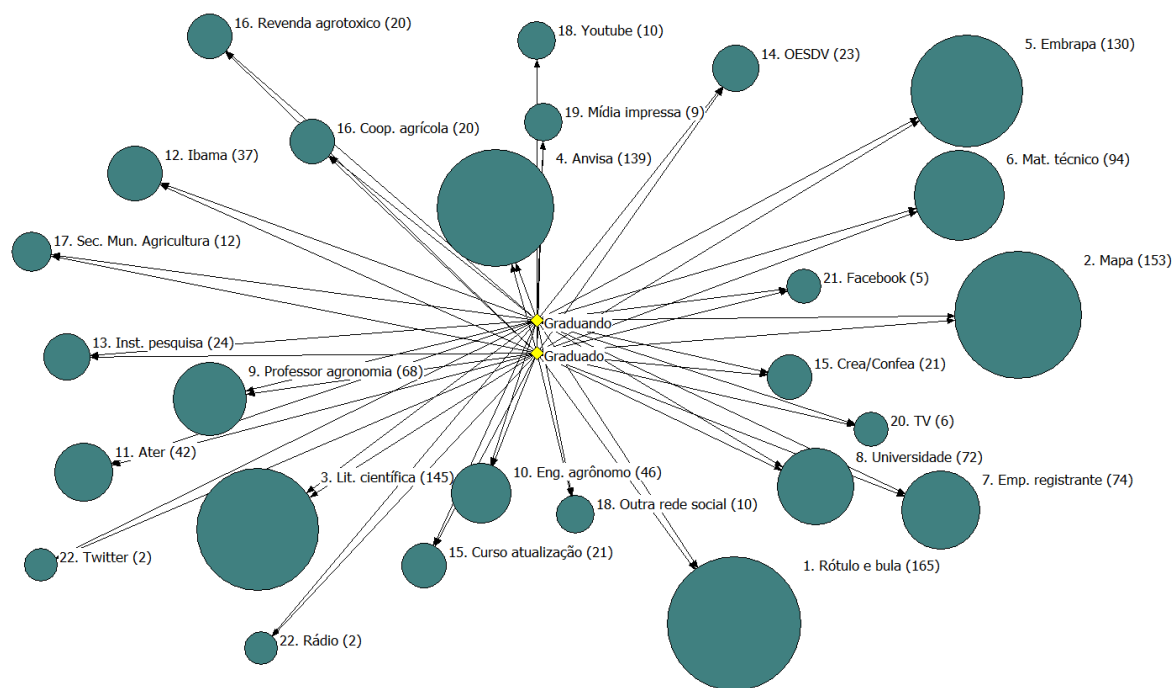 16. Revenda agrotoxico (20)
18. Youtube (10)
14. OESDV (23)
5. Embrapa (130)
19. Mídia impressa (9)
16. Coop. agrícola (20)
12. Ibama (37)
4. Anvisa (139)
6. Mat. técnico (94)
17. Sec. Mun. Agricultura (12)
2. Mapa (153)
21. Facebook (5)
Graduando
13. Inst. pesquisa (24)
Graduado
9. Professor agronomia (68)
15. Crea/Confea (21)
20. TV (6)
11. Ater (42)
8. Universidade (72)
3. Lit. científica (145)
10. Eng. agrônomo (46)
7. Emp. registrante (74)
18. Outra rede social (10)
22. Twitter (2)
15. Curso atualização (21)
1. Rótulo e bula (165)
22. Rádio (2)